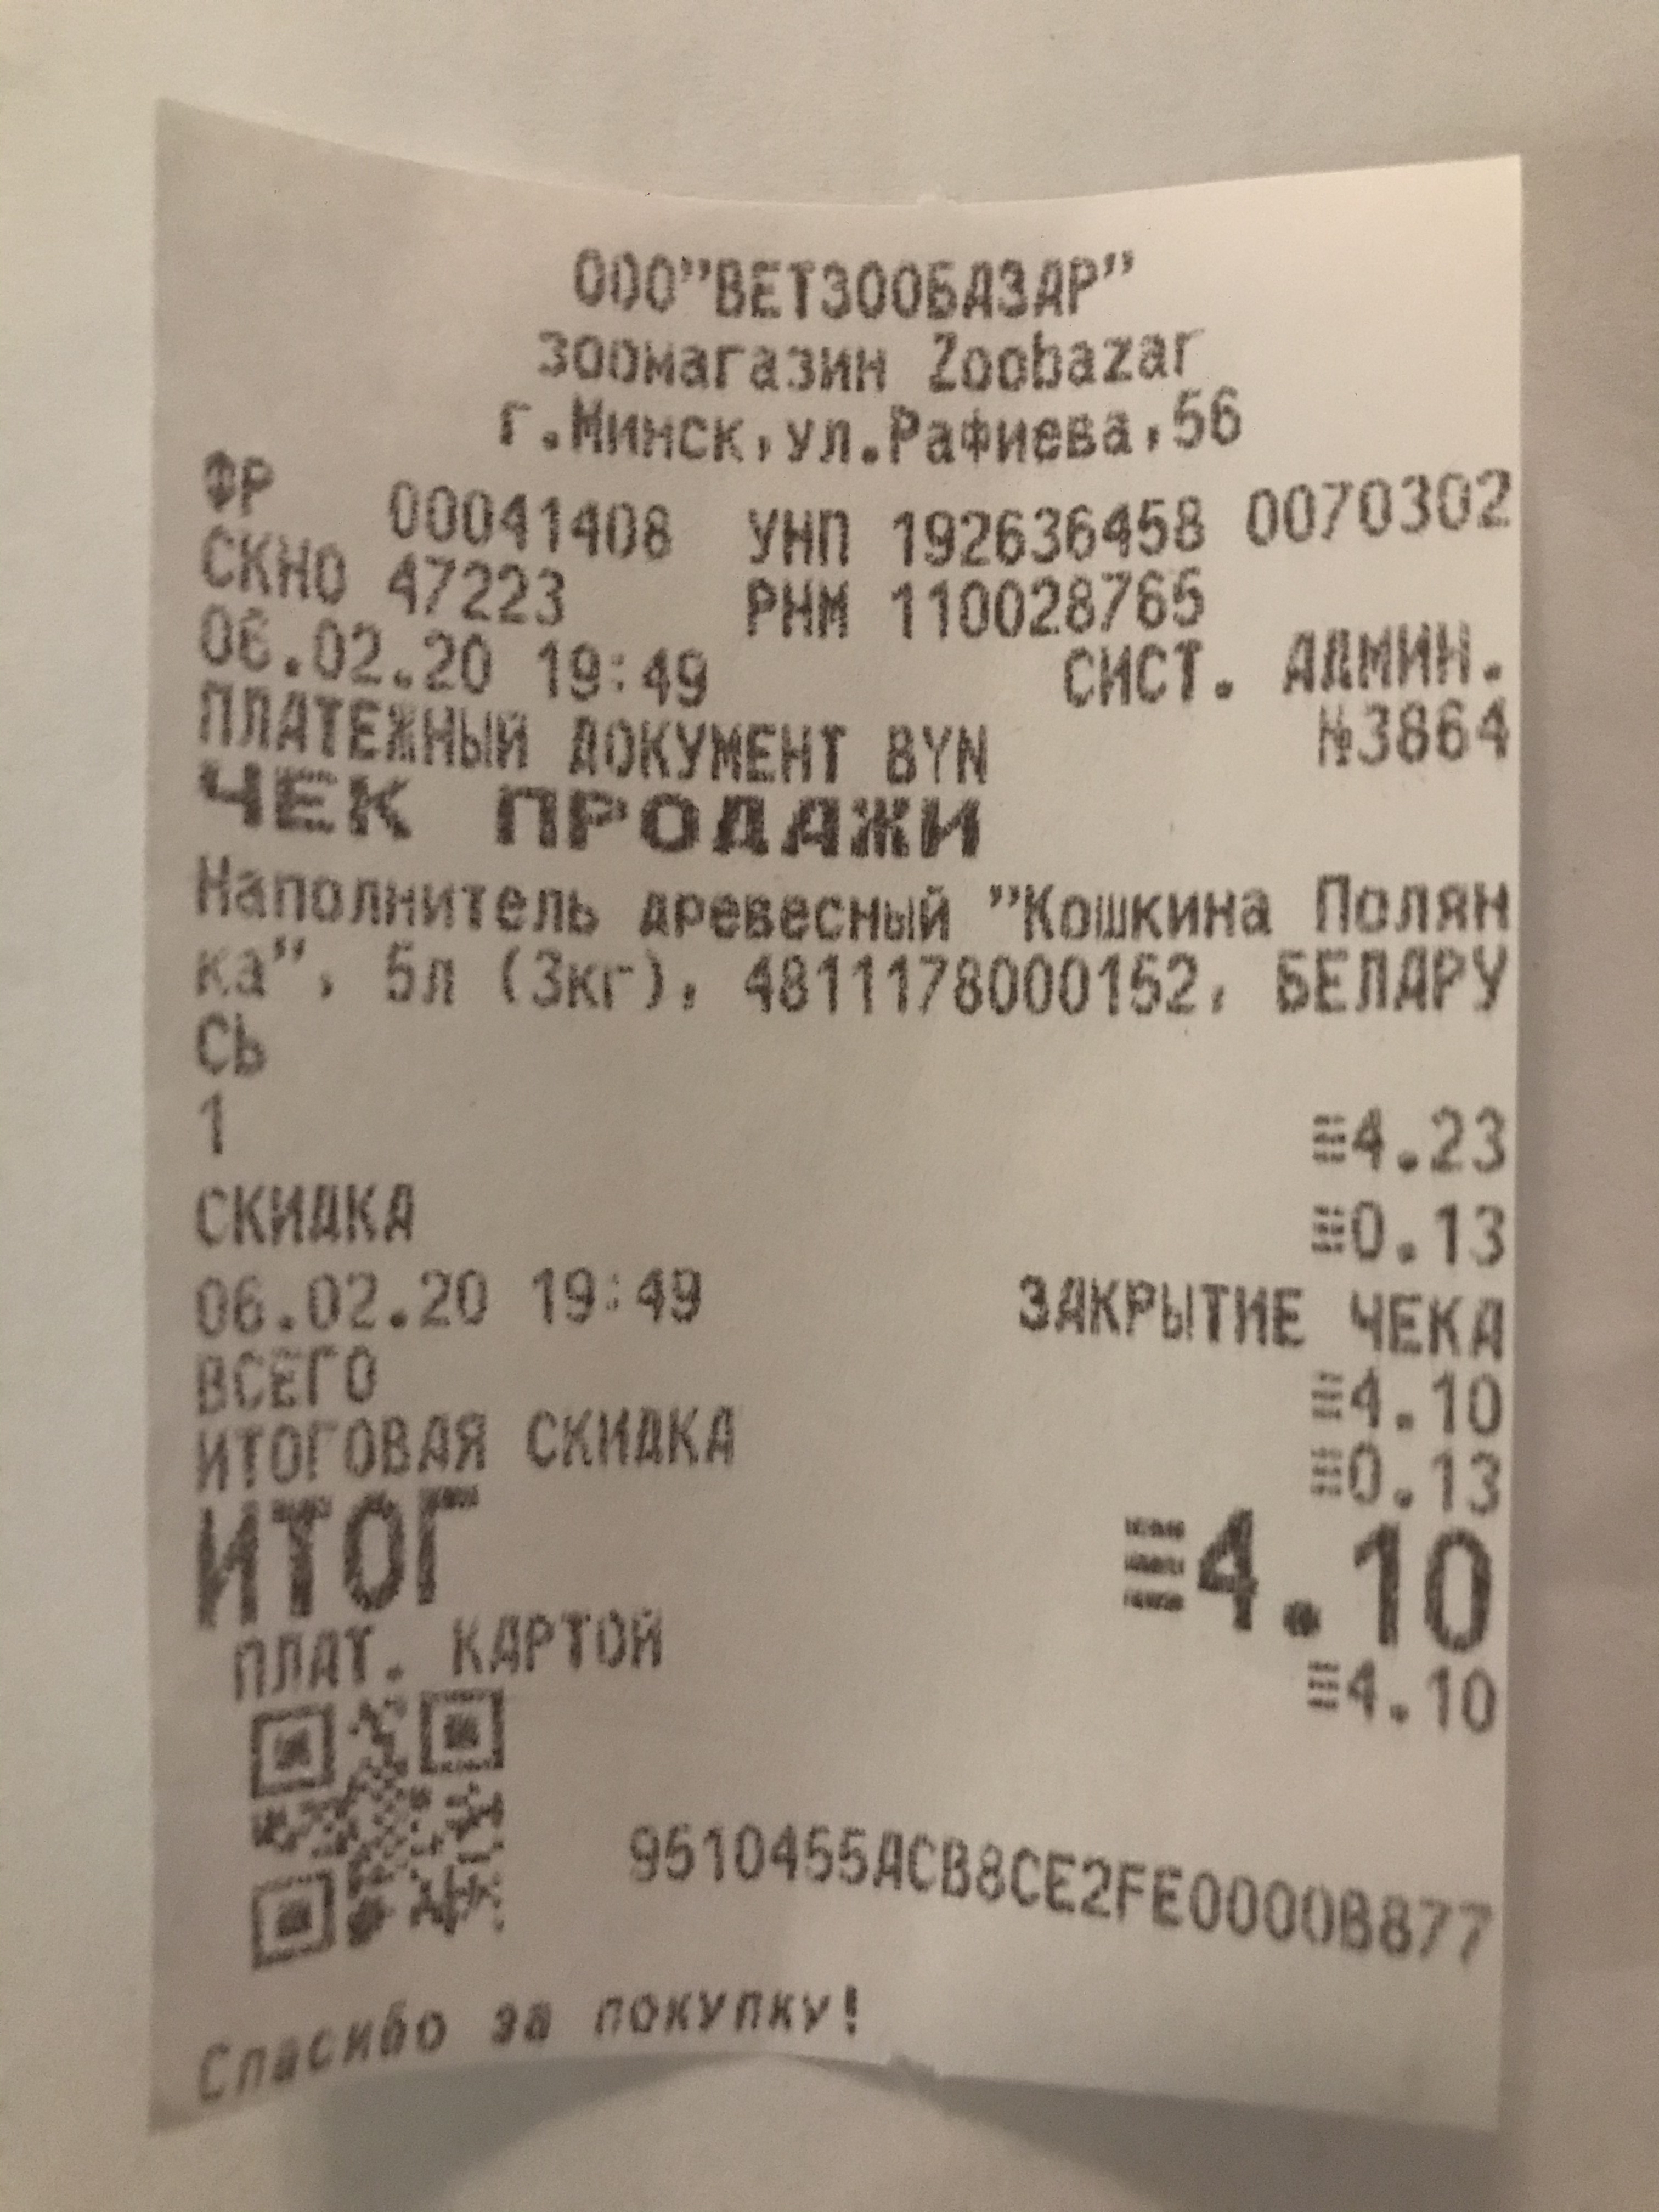 ООО"ВЕТЗООБАЗАР"
Зоомагазин Zoobazar
г.Минск,ул.Рафиева,56
ФР 00041408 УНП 192636458 0070302
СКНО 47223 РНМ 110028765
06.02.20 19:49 СИСТ. АДМИН.
ПЛАТЕЖНЫЙ ДОКУМЕНТ BYN №3864
ЧЕК ПРОДАЖИ
Наполнитель древесный "Кошкина Полян
ка", 5л (3кг), 4811178000152, БЕЛАРУ
СЬ
1 ≡4.23
СКИДКА ≡0.13
06.02.20 19:49 ЗАКРЫТИЕ ЧЕКА
ВСЕГО ≡4.10
ИТОГОВАЯ СКИДКА ≡0.13
ИТОГ ≡4.10
ПЛАТ. КАРТОЙ ≡4.10
9510455ACB8CE2FE0000B877
Спасибо за покупку!